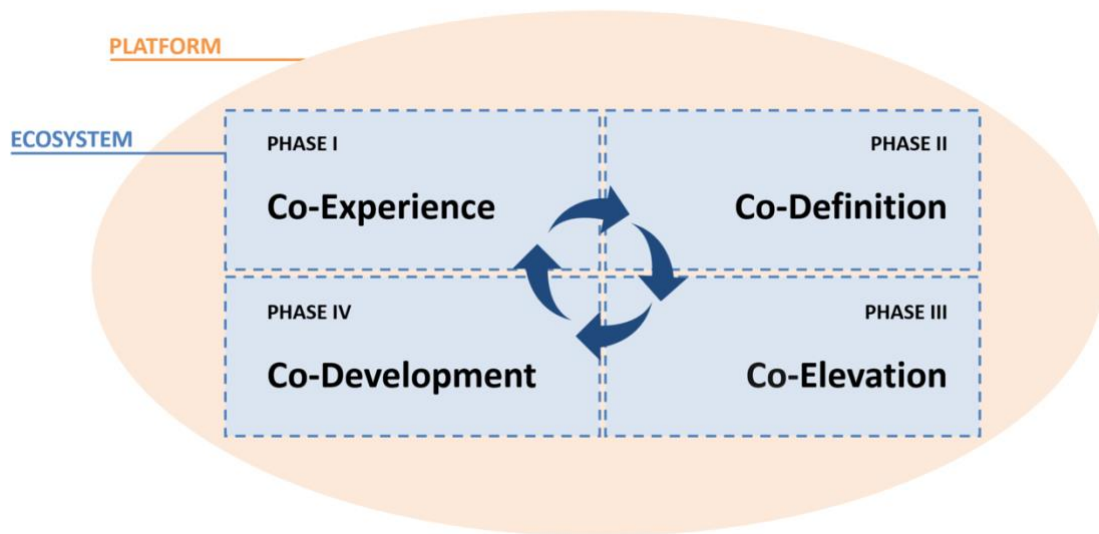 PLATFORM
ECOSYSTEM
PHASE I
Co-Experience
PHASE II
Co-Definition
PHASE IV
Co-Development
PHASE III
Co-Elevation